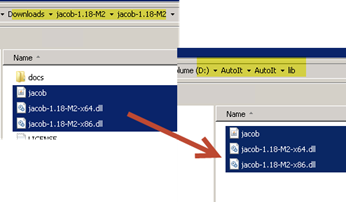 Downloads jacob-1.18-M2 jacob-1.18-M2
Name
docs
jacob
jacob-1.18-M2-x64.dll
jacob-1.18-M2-x86.dll
LICENSE
olume (D:) AutoIt AutoIt lib
Name
jacob
jacob-1.18-M2-x64.dll
jacob-1.18-M2-x86.dll